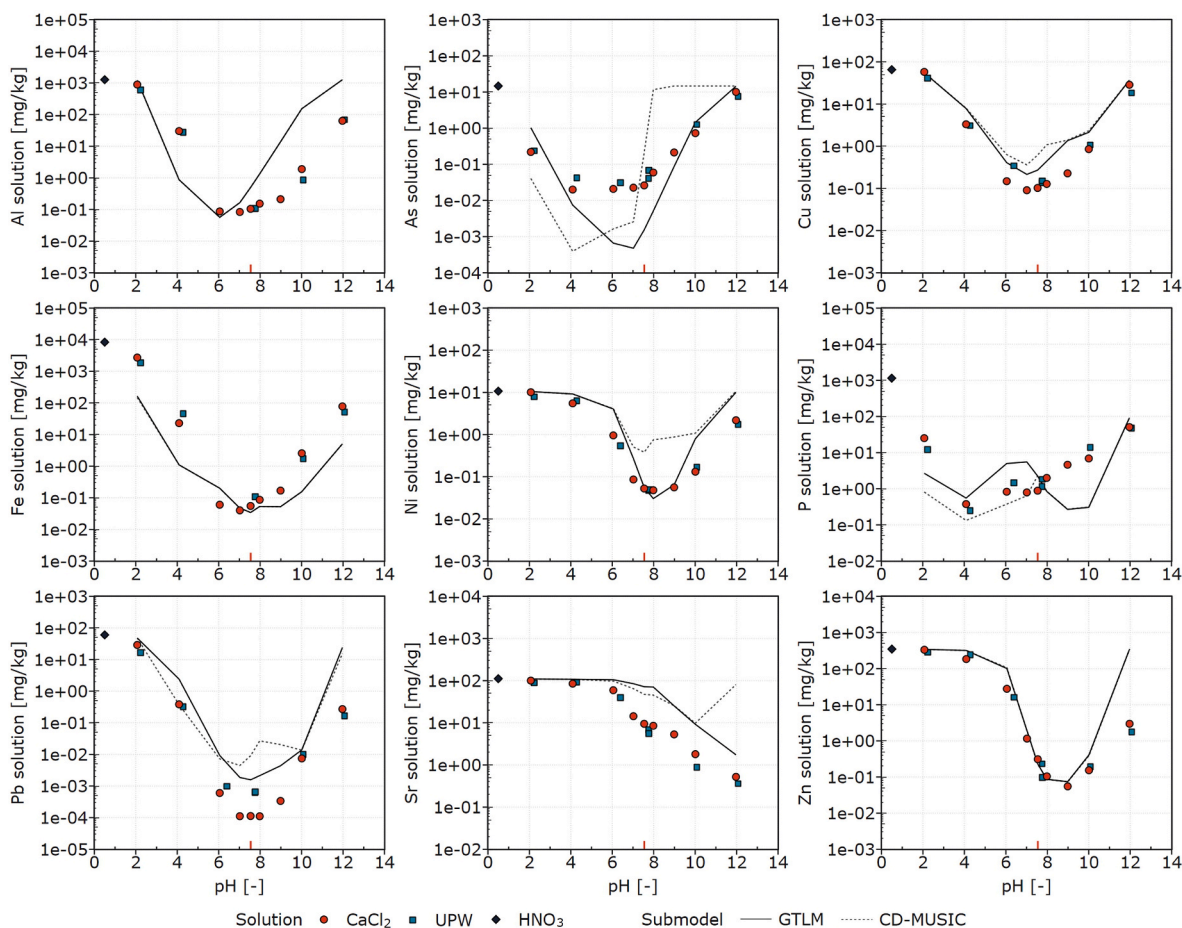 1e+05 1e+03 1e+03
1e+04 1e+02 1e+02
1e+03 1e+01 1e+01
1e+02 1e+00 1e+00
1e+01 1e-01 1e-01
1e+00 1e-02 1e-02
1e-01 1e-03 1e-03
1e-02 1e-04
1e-03
Al solution [mg/kg] As solution [mg/kg] Cu solution [mg/kg]
0 2 4 6 8 10 12 14 0 2 4 6 8 10 12 14 0 2 4 6 8 10 12 14
1e+05 1e+03 1e+05
1e+04 1e+02 1e+04
1e+03 1e+01 1e+03
1e+02 1e+00 1e+02
1e+01 1e-01 1e+01
1e+00 1e-02 1e+00
1e-01 1e-03 1e-01
1e-02 1e-02
1e-03
Fe solution [mg/kg] Ni solution [mg/kg] P solution [mg/kg]
0 2 4 6 8 10 12 14 0 2 4 6 8 10 12 14 0 2 4 6 8 10 12 14
1e+03 1e+04 1e+04
1e+02 1e+03 1e+03
1e+01 1e+02 1e+02
1e+00 1e+01 1e+01
1e-01 1e+00 1e+00
1e-02 1e-01 1e-01
1e-03 1e-02 1e-02
1e-04 1e-03
1e-05
Pb solution [mg/kg] Sr solution [mg/kg] Zn solution [mg/kg]
0 2 4 6 8 10 12 14 0 2 4 6 8 10 12 14 0 2 4 6 8 10 12 14
pH [-] pH [-] pH [-]
Solution CaCl₂ UPW HNO₃ Submodel GTLM CD-MUSIC